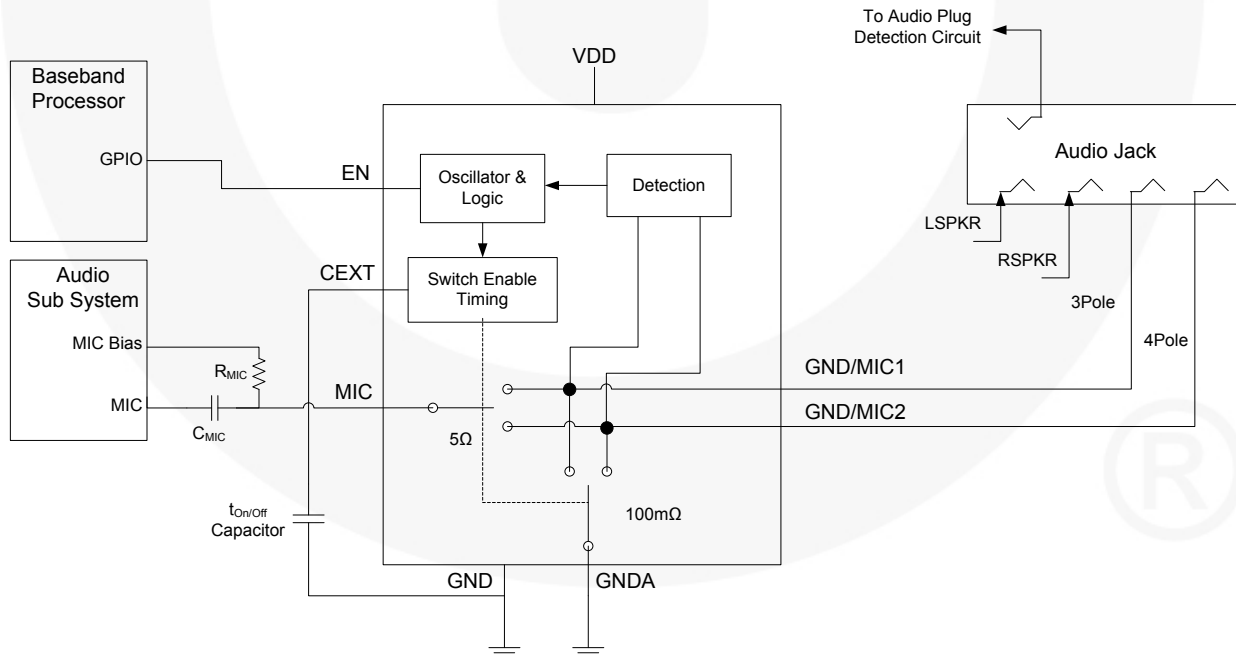 To Audio Plug
Detection Circuit
VDD
Baseband
Processor
GPIO
EN
Oscillator &
Logic
Detection
Audio Jack
LSPKR
RSPKR
3Pole
4Pole
Audio
Sub System
MIC Bias
MIC
RMIC
CMIC
CEXT
Switch Enable
Timing
MIC
5Ω
GND/MIC1
GND/MIC2
100mΩ
tOn/Off
Capacitor
GND
GNDA
®